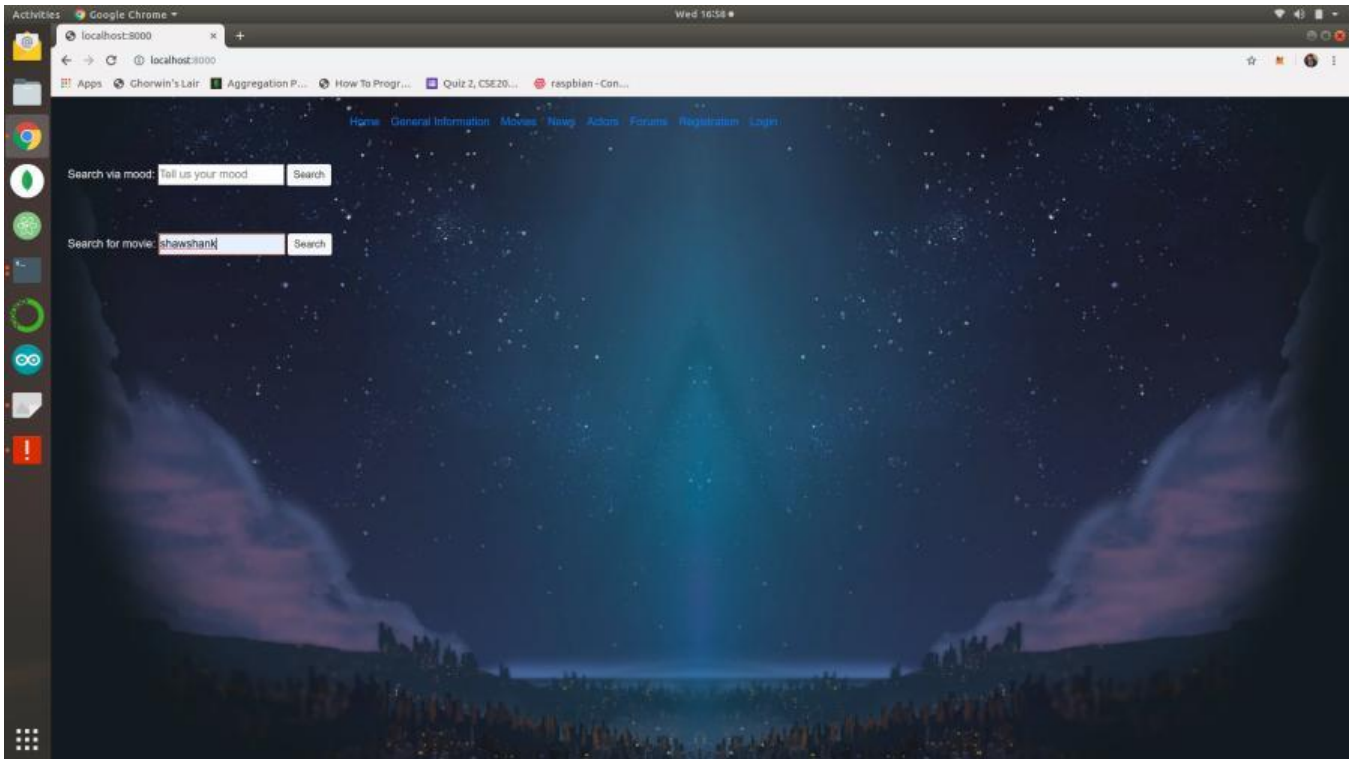 Activities Google Chrome Wed 16:58
localhost:8000
localhost:8000
Apps Ghorwin's Lair Aggregation P... How To Progr... Quiz 2, CSE20... raspbian - Con...
Home General Information Movies News Actors Forums Registration Login
Search via mood: Tell us your mood Search
Search for movie: shawshank Search